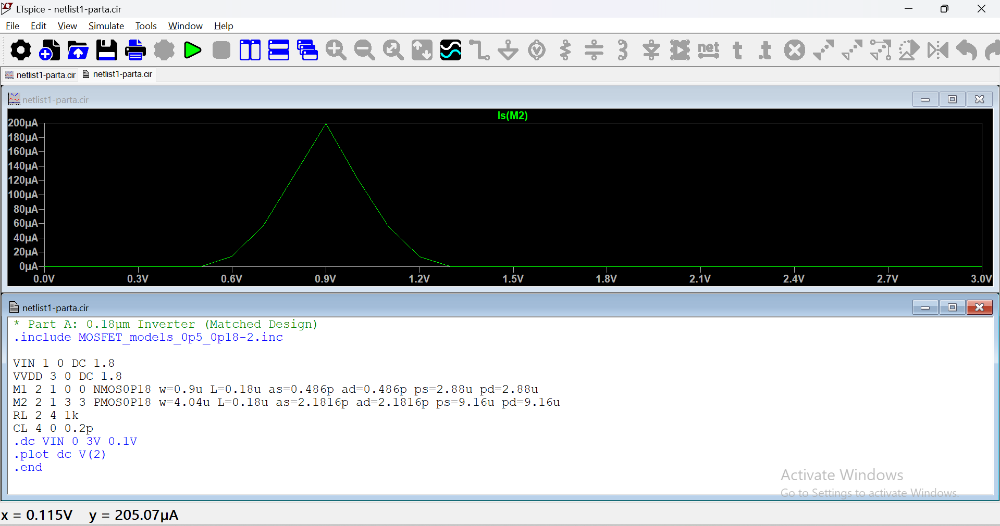 LTspice - netlist1-parta.cir
File Edit View Simulate Tools Window Help
net t .t
netlist1-parta.cir netlist1-parta.cir
netlist1-parta.cir
Is(M2)
200µA
180µA
160µA
140µA
120µA
100µA
80µA
60µA
40µA
20µA
0µA
0.0V 0.3V 0.6V 0.9V 1.2V 1.5V 1.8V 2.1V 2.4V 2.7V 3.0V
netlist1-parta.cir
* Part A: 0.18µm Inverter (Matched Design)
.include MOSFET_models_0p5_0p18-2.inc
VIN 1 0 DC 1.8
VVDD 3 0 DC 1.8
M1 2 1 0 0 NMOS0P18 w=0.9u L=0.18u as=0.486p ad=0.486p ps=2.88u pd=2.88u
M2 2 1 3 3 PMOS0P18 w=4.04u L=0.18u as=2.1816p ad=2.1816p ps=9.16u pd=9.16u
RL 2 4 1k
CL 4 0 0.2p
.dc VIN 0 3V 0.1V
.plot dc V(2)
.end
Activate Windows
Go to Settings to activate Windows.
x = 0.115V y = 205.07µA